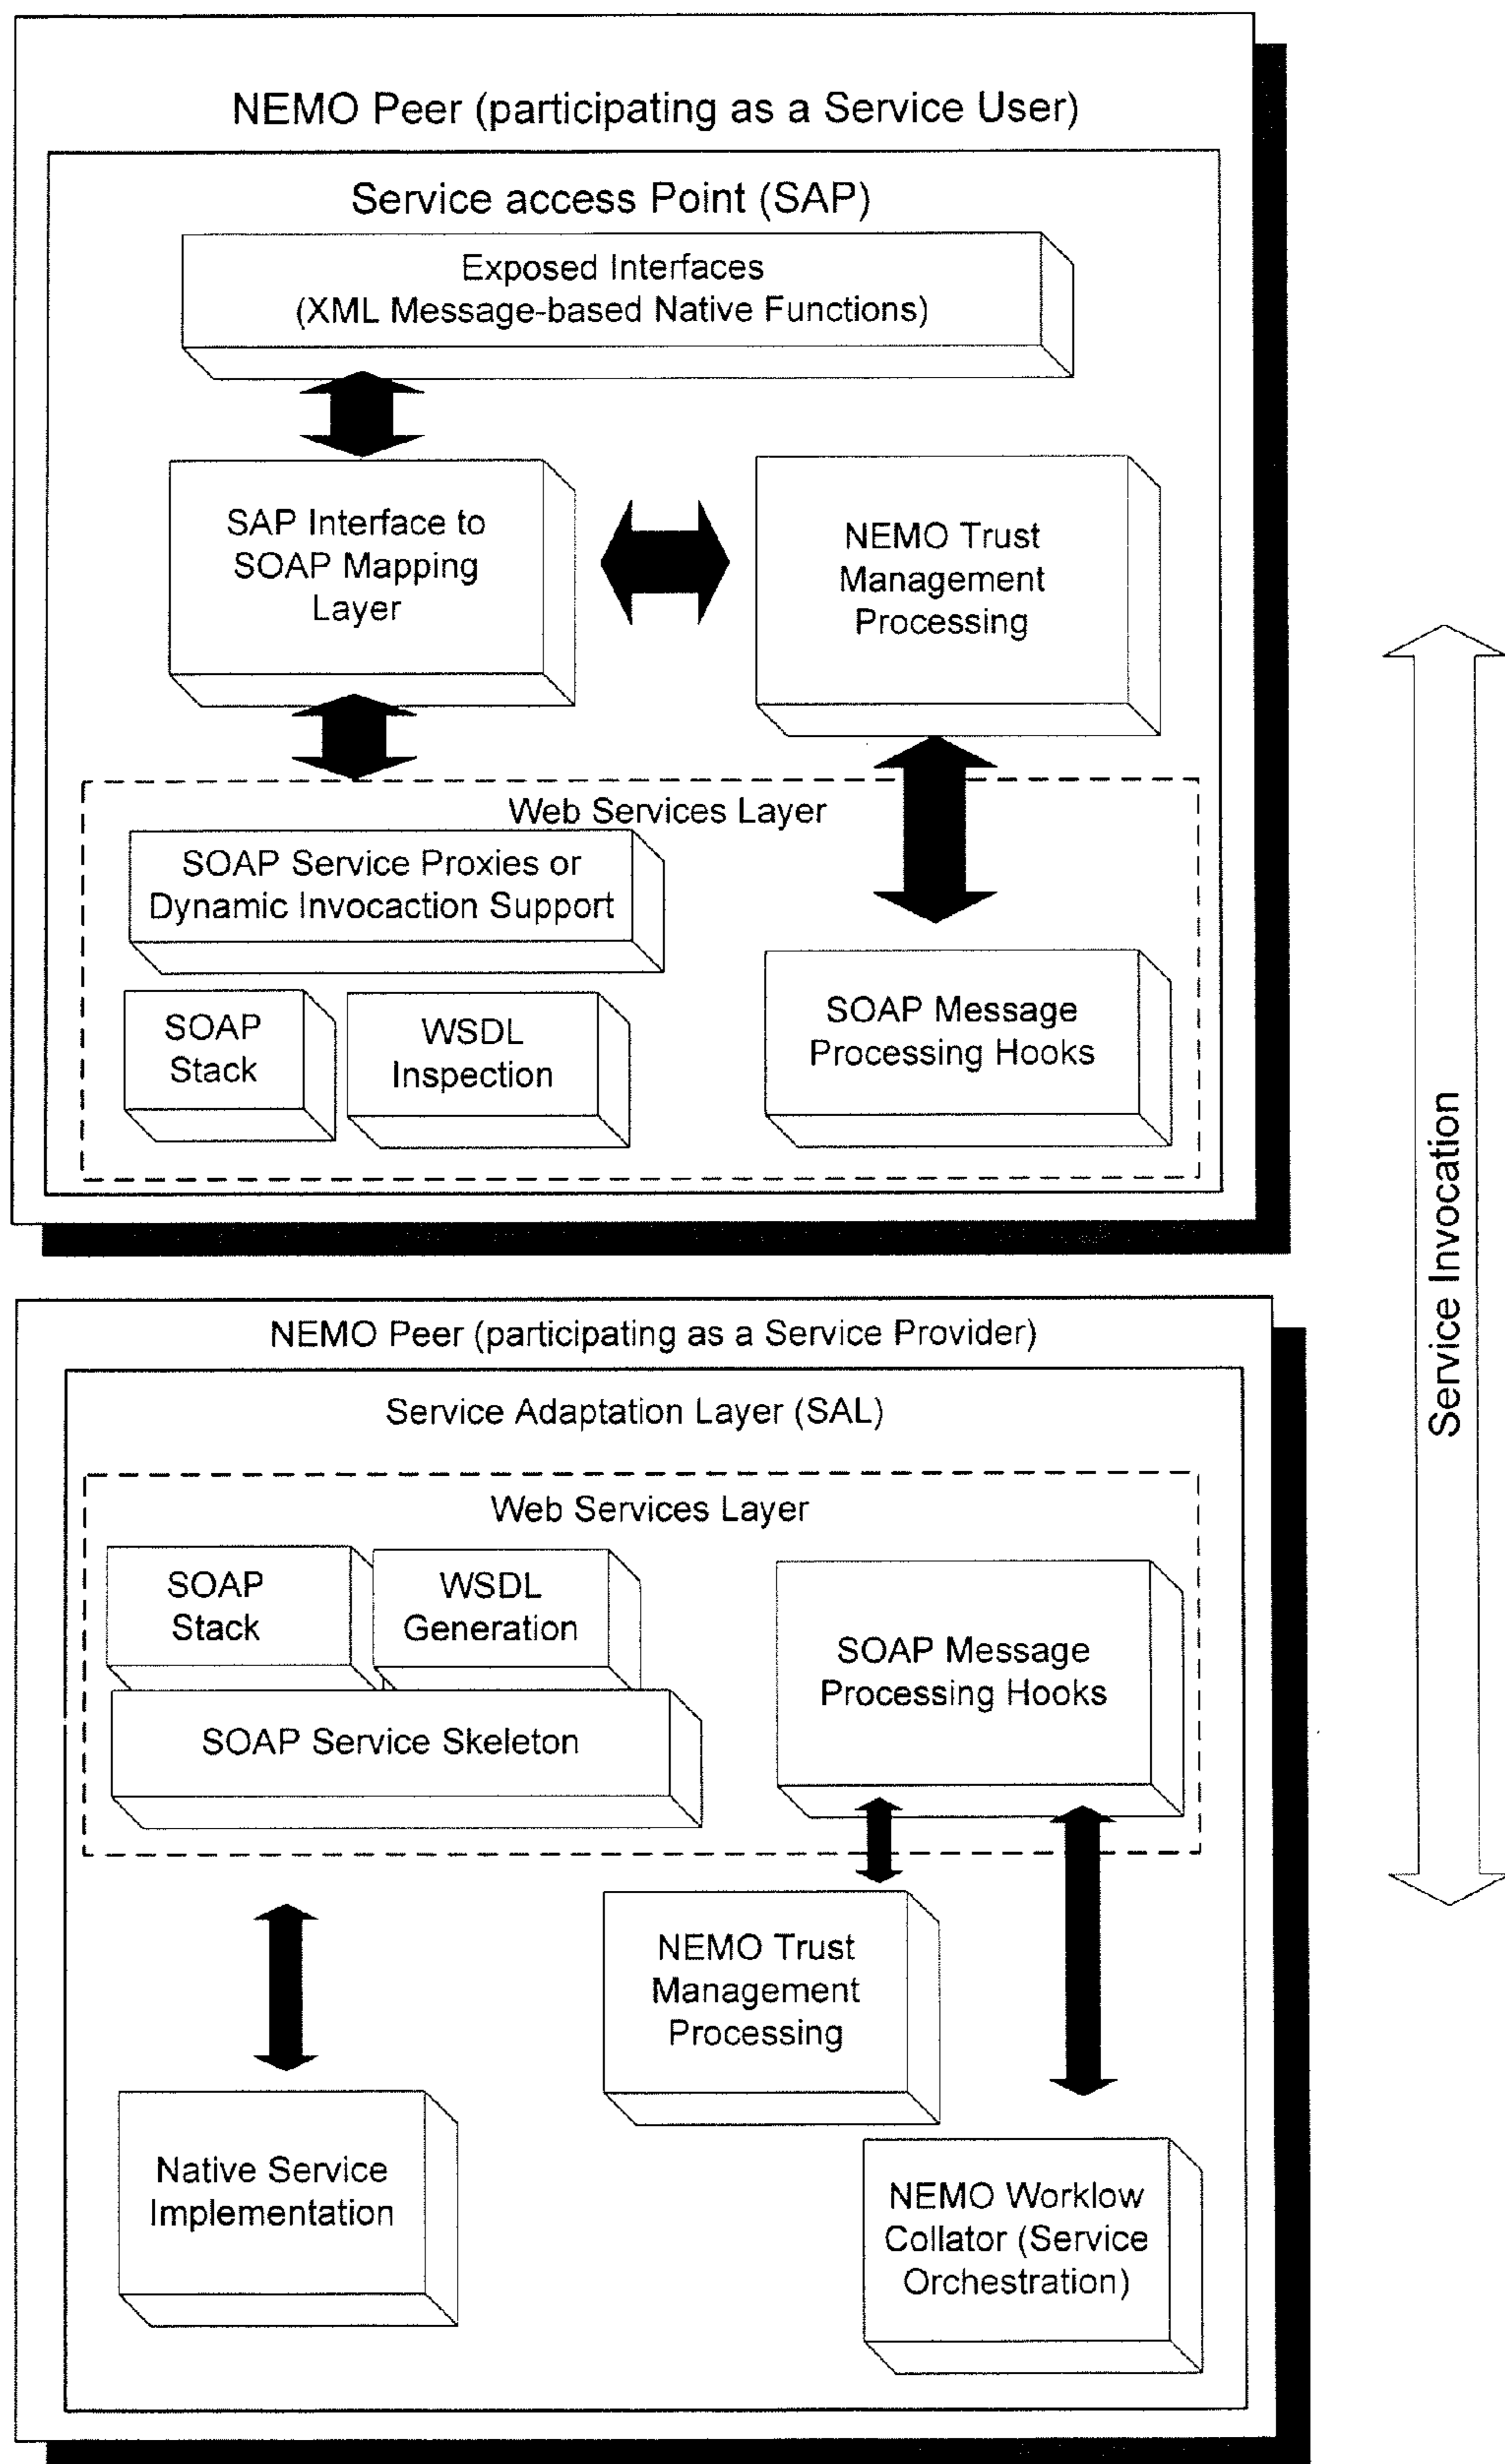 NEMO Peer (participating as a Service User)
Service access Point (SAP)
Exposed Interfaces
(XML Message-based Native Functions)
SAP Interface to
SOAP Mapping
Layer
NEMO Trust
Management
Processing
Web Services Layer
SOAP Service Proxies or
Dynamic Invocaction Support
SOAP
Stack
WSDL
Inspection
SOAP Message
Processing Hooks
Service Invocation
NEMO Peer (participating as a Service Provider)
Service Adaptation Layer (SAL)
Web Services Layer
SOAP
Stack
WSDL
Generation
SOAP Service Skeleton
SOAP Message
Processing Hooks
NEMO Trust
Management
Processing
Native Service
Implementation
NEMO Worklow
Collator (Service
Orchestration)